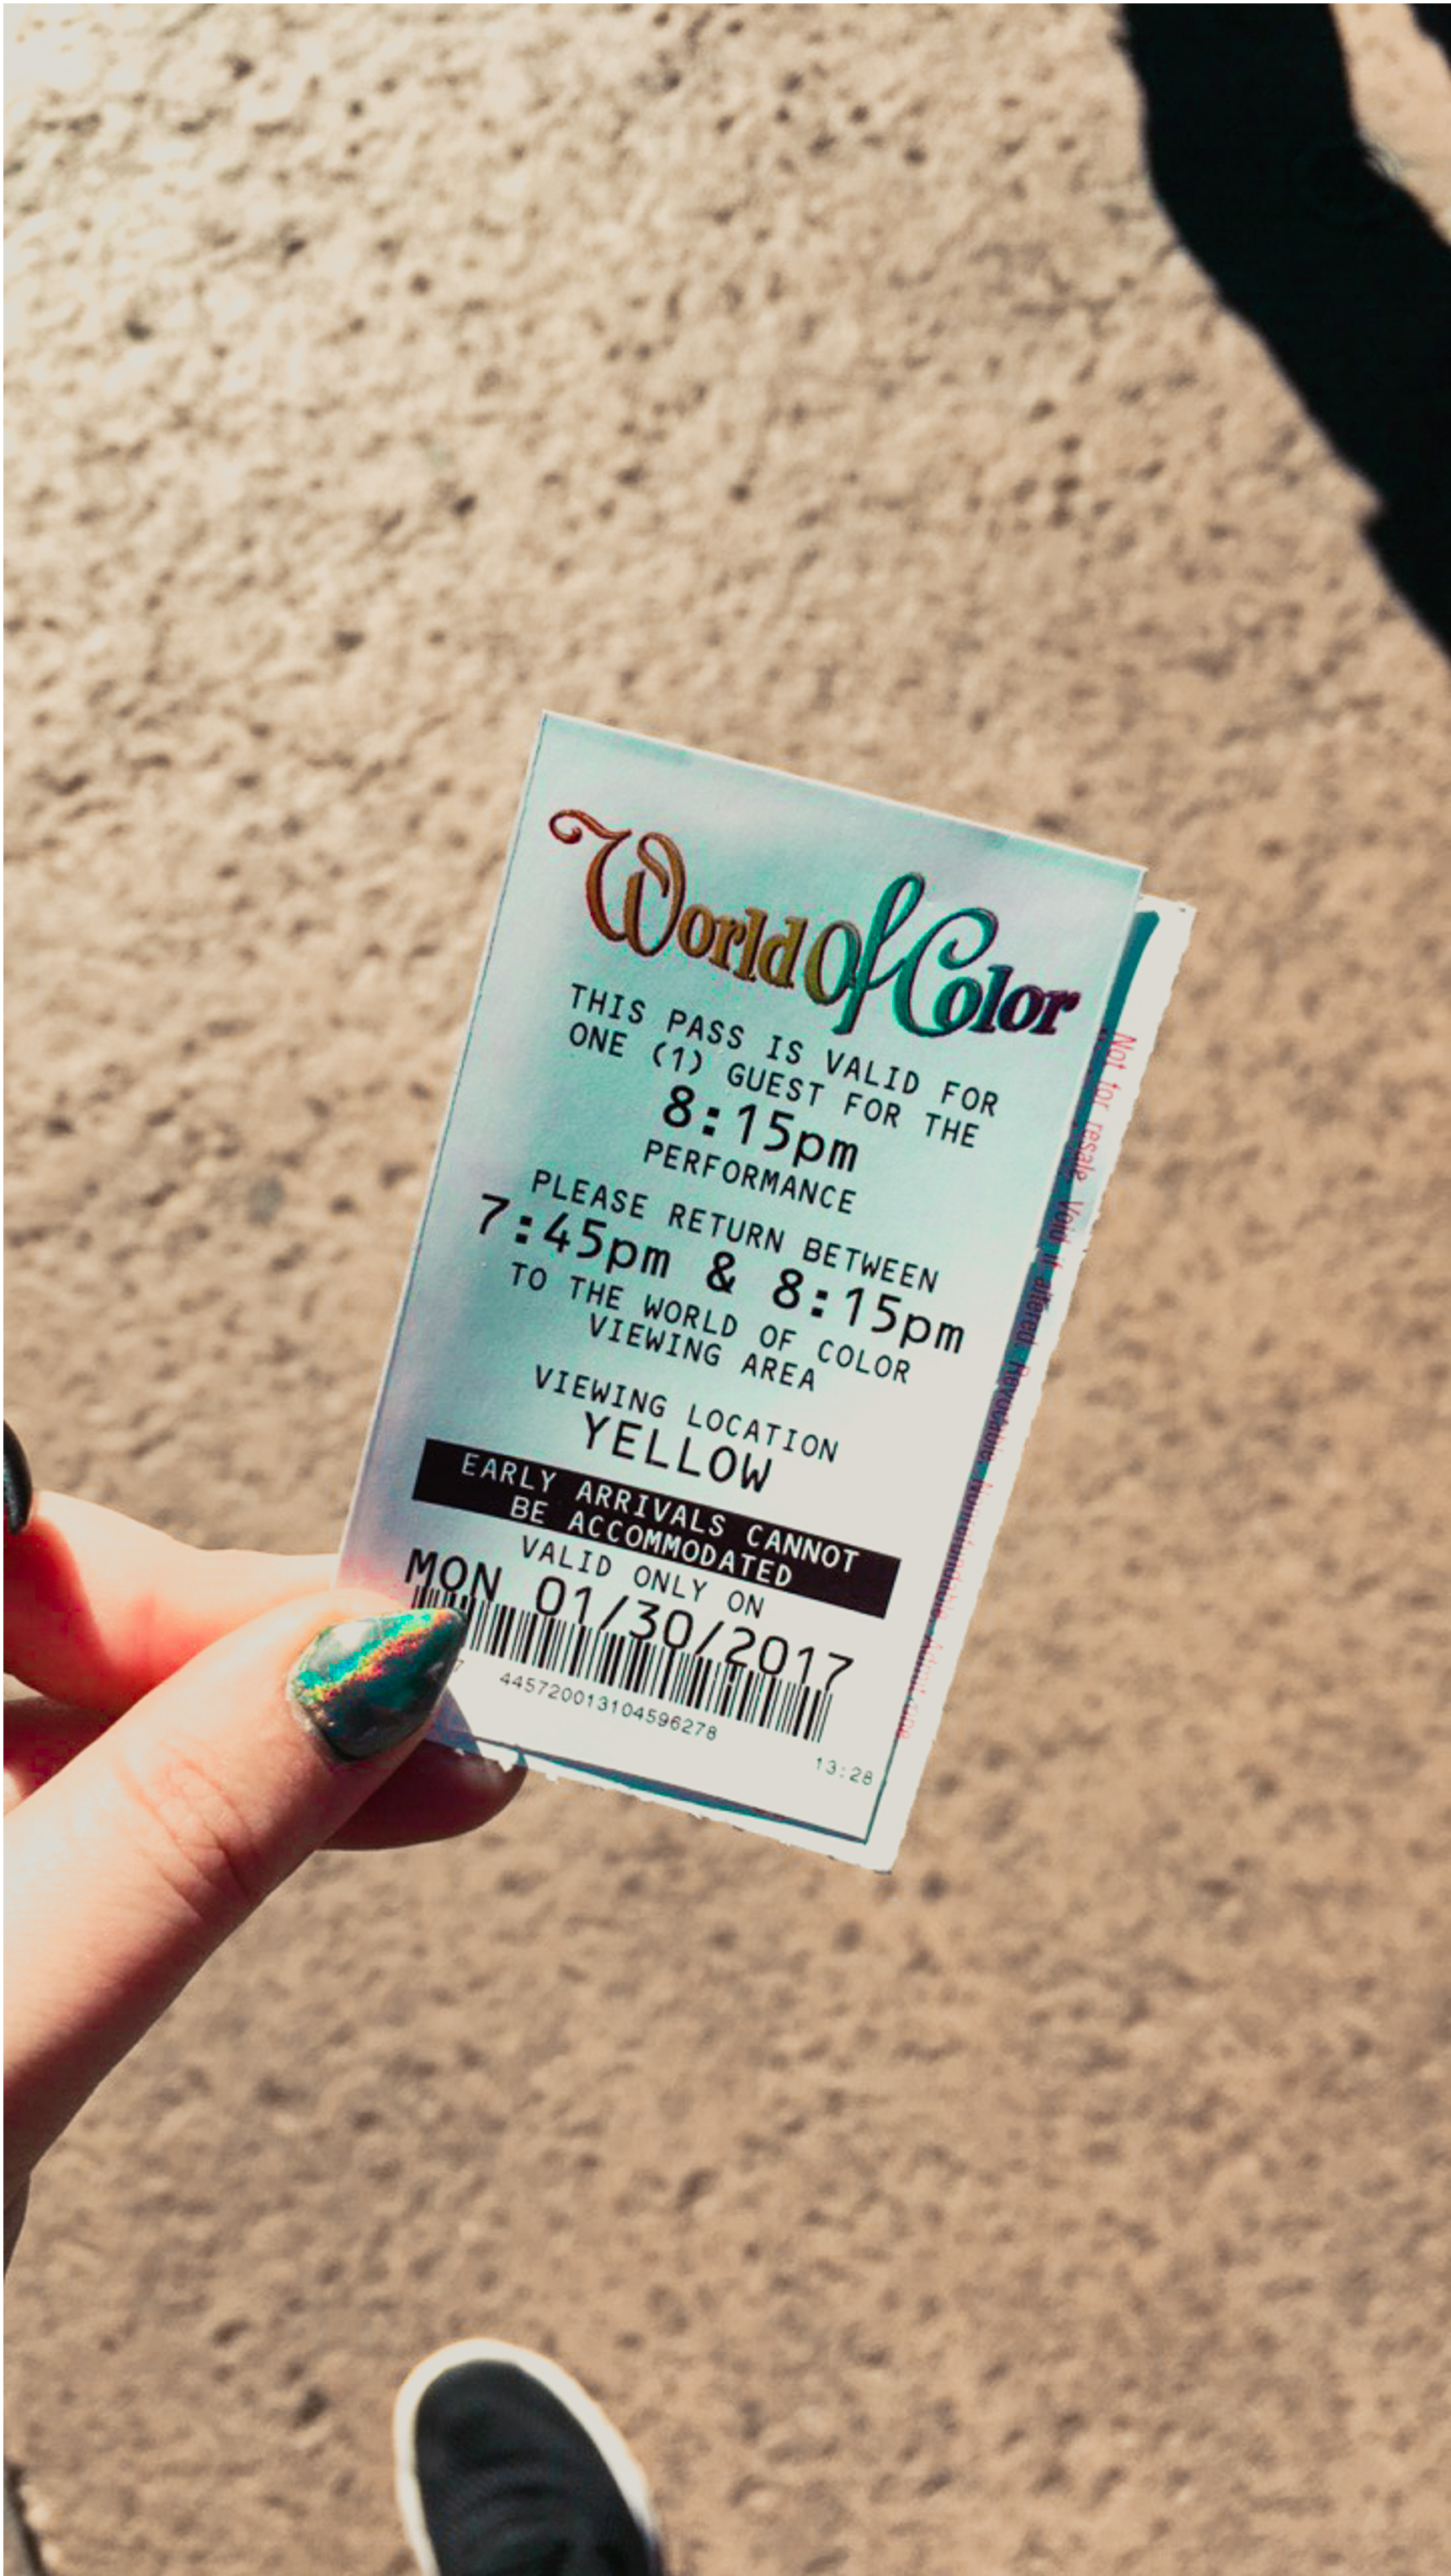 World Of Color
THIS PASS IS VALID FOR
ONE (1) GUEST FOR THE
8:15pm
PERFORMANCE
PLEASE RETURN BETWEEN
7:45pm & 8:15pm
TO THE WORLD OF COLOR
VIEWING AREA
VIEWING LOCATION
YELLOW
EARLY ARRIVALS CANNOT
BE ACCOMMODATED
VALID ONLY ON
MON 01/30/2017
445720013104596278
13:28
Not for resale. Void if altered. Revocable. Nontransferable.